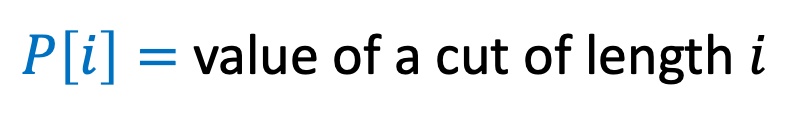 P[i] = value of a cut of length i